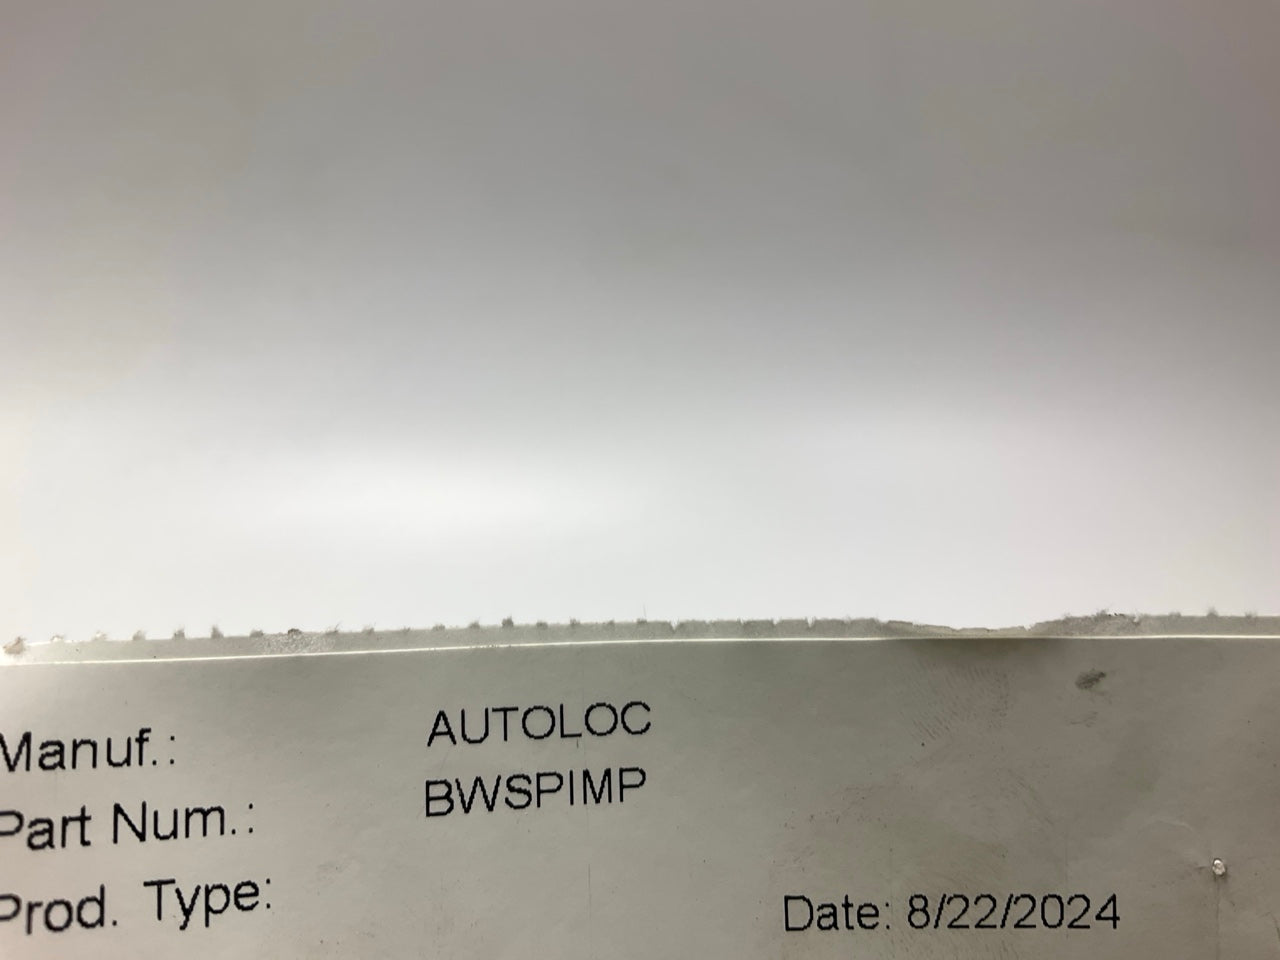 Manuf.: AUTOLOC
Part Num.: BWSPIMP
Prod. Type: Date: 8/22/2024